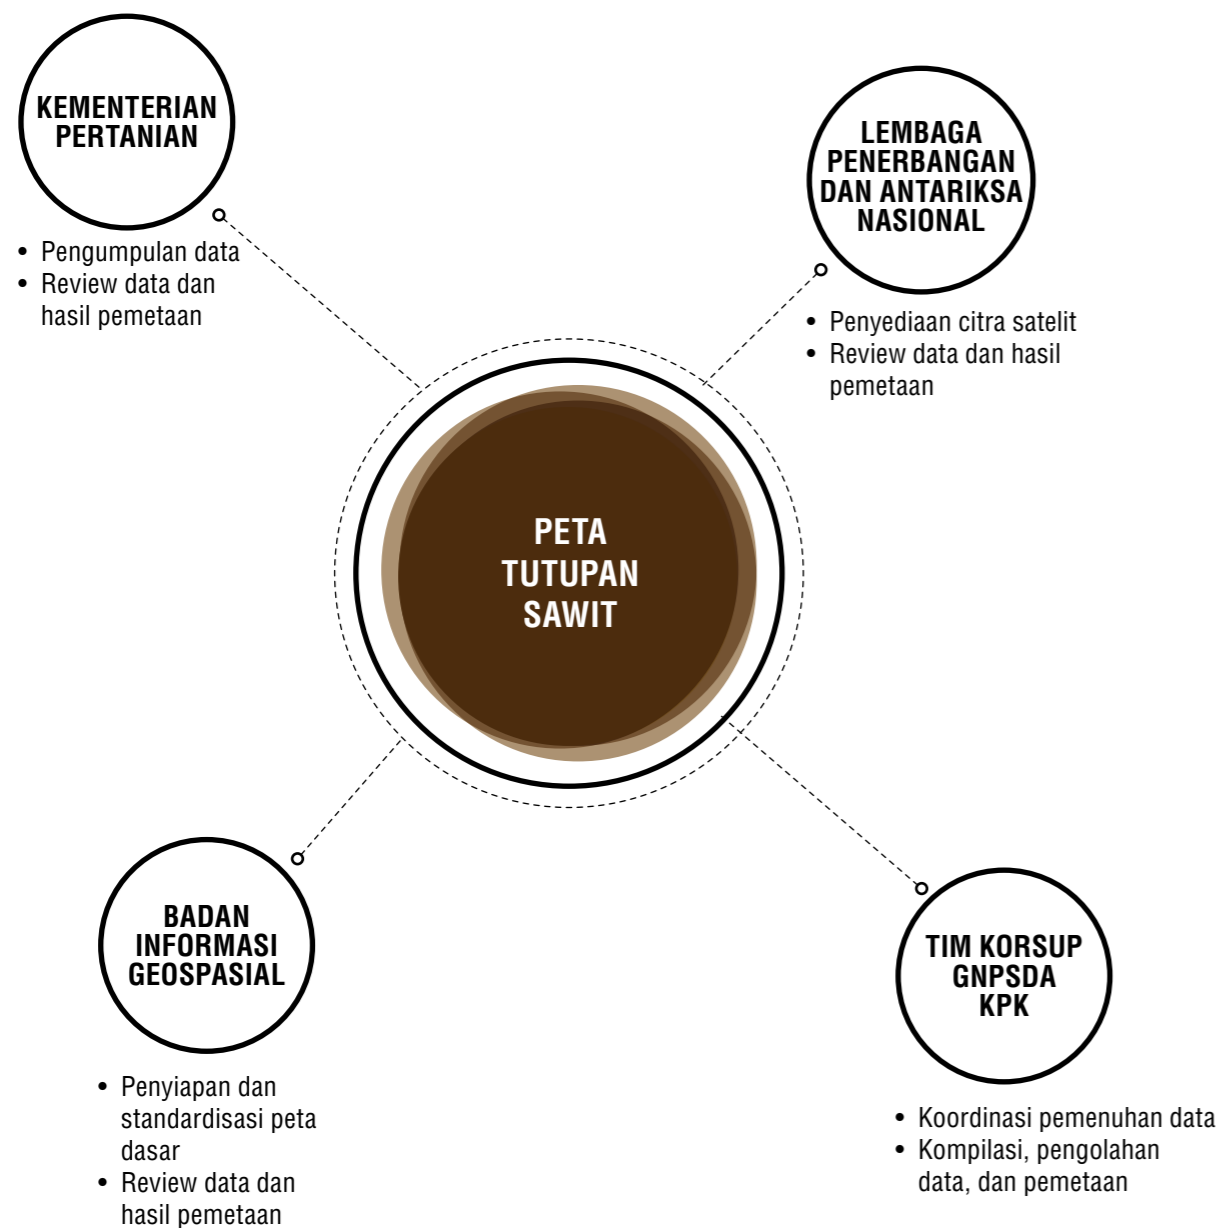 KEMENTERIAN
PERTANIAN
• Pengumpulan data
• Review data dan
hasil pemetaan
LEMBAGA
PENERBANGAN
DAN ANTARIKSA
NASIONAL
• Penyediaan citra satelit
• Review data dan hasil
pemetaan
PETA
TUTUPAN
SAWIT
BADAN
INFORMASI
GEOSPASIAL
• Penyiapan dan
standardisasi peta
dasar
• Review data dan
hasil pemetaan
TIM KORSUP
GNPSDA
KPK
• Koordinasi pemenuhan data
• Kompilasi, pengolahan
data, dan pemetaan